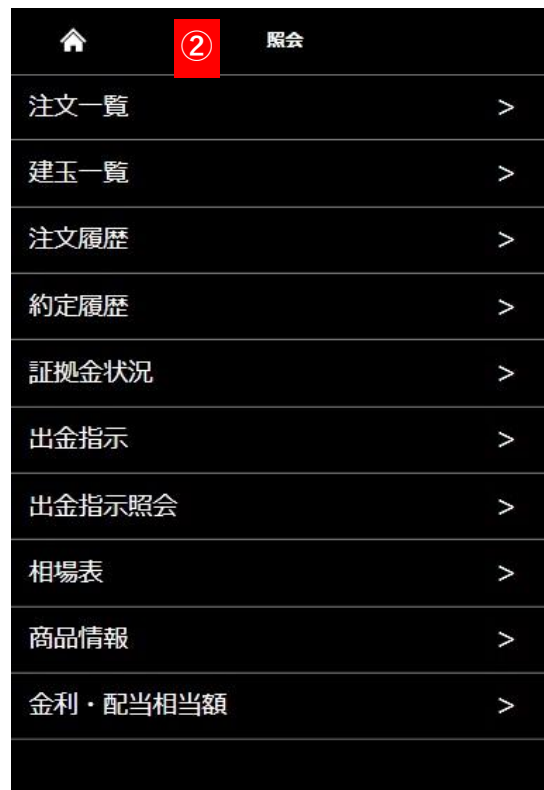 ② 照会
注文一覧 >
建玉一覧 >
注文履歴 >
約定履歴 >
証拠金状況 >
出金指示 >
出金指示照会 >
相場表 >
商品情報 >
金利・配当相当額 >